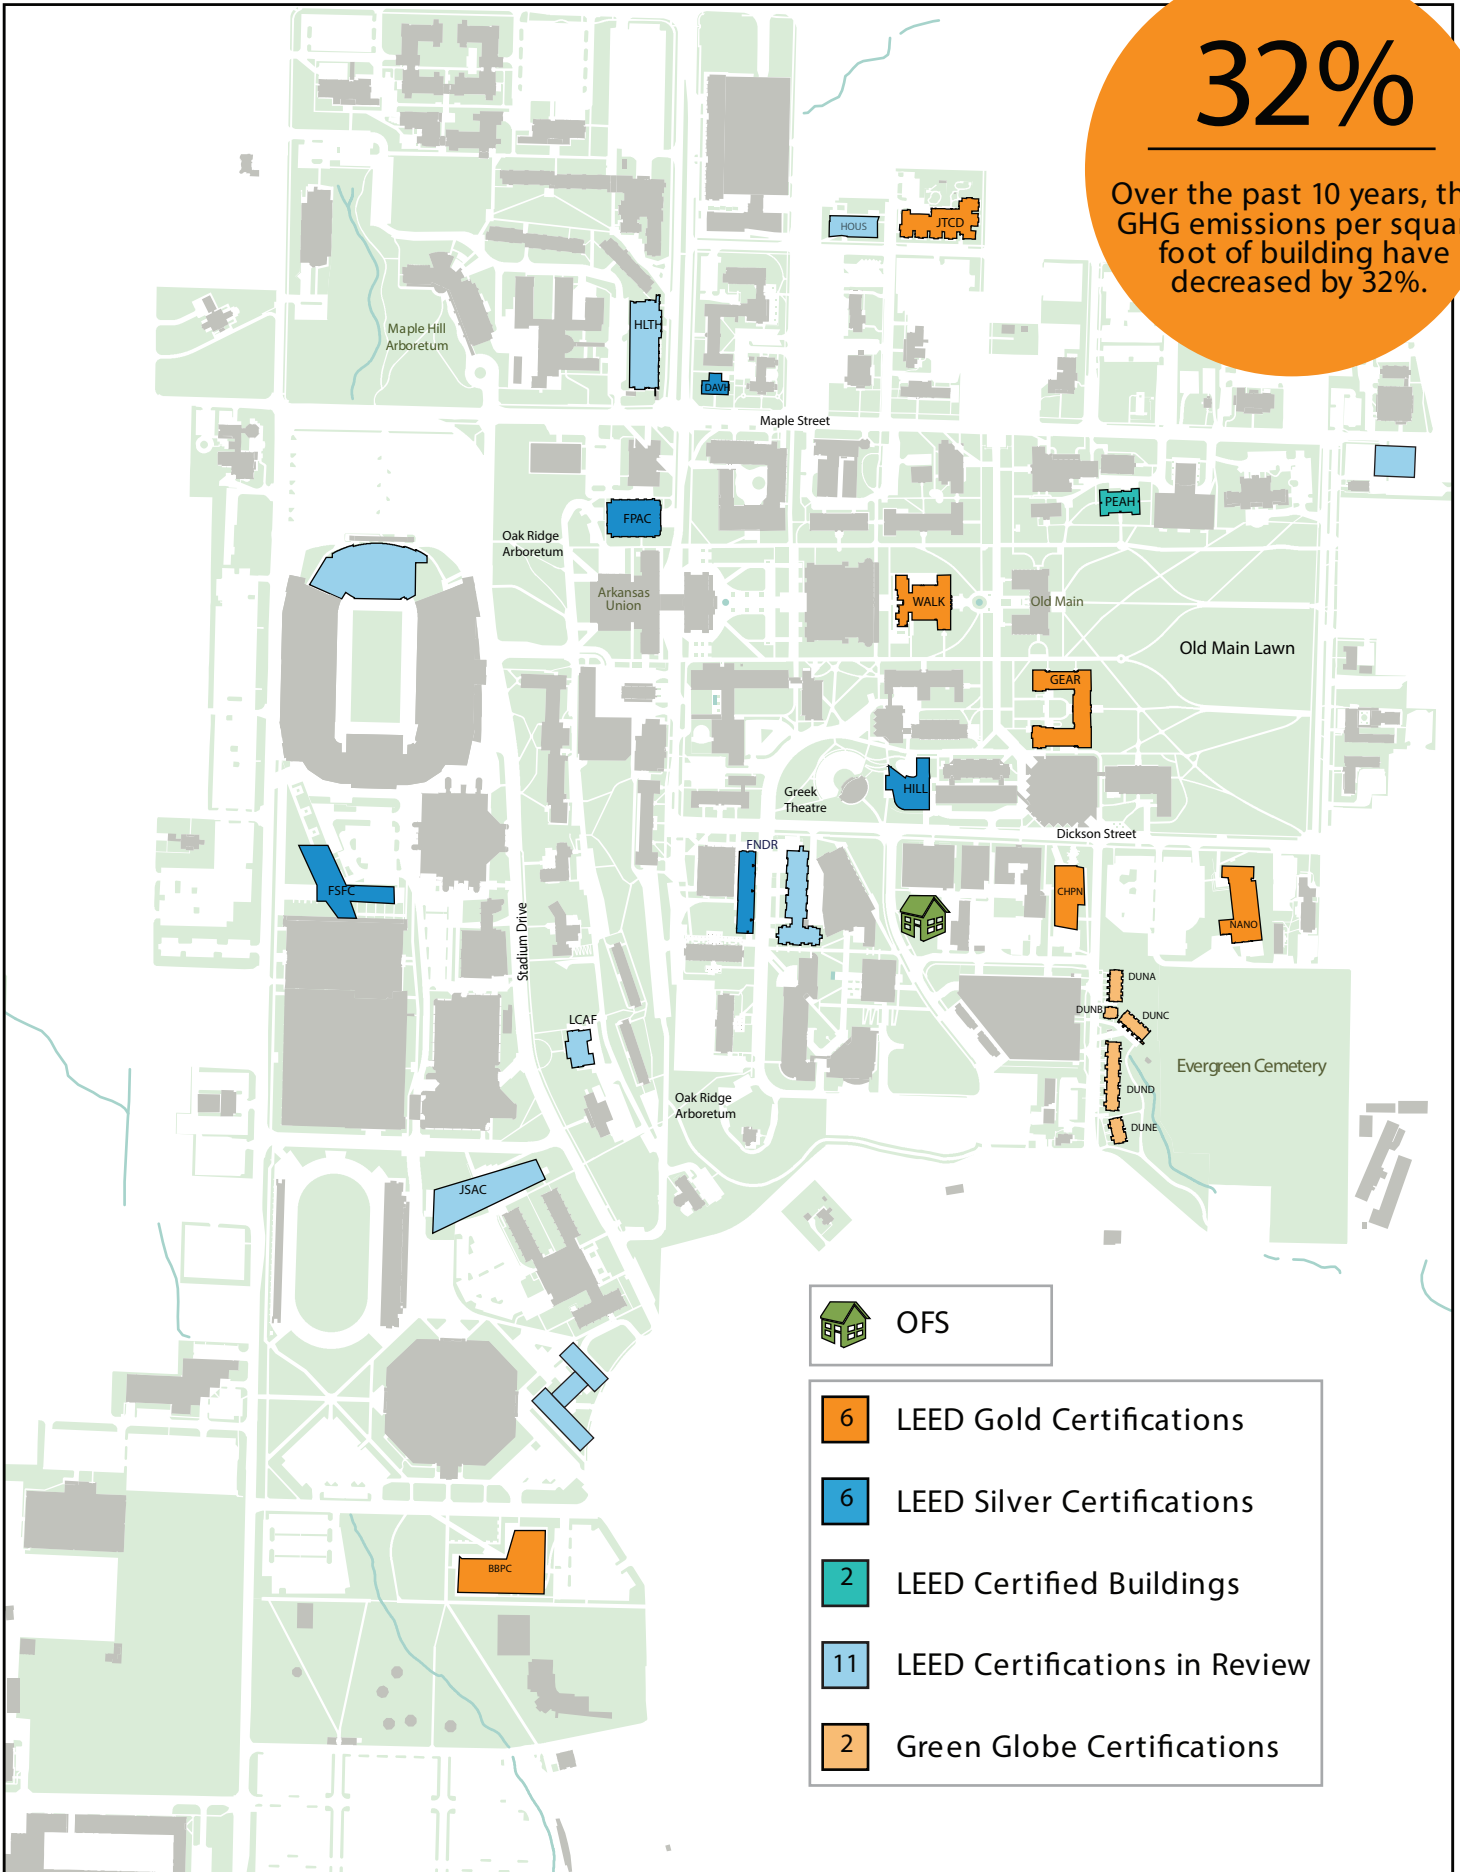 32%
Over the past 10 years, th
GHG emissions per squa
foot of building have
decreased by 32%.
HOUS
JTCD
HLTH
Maple Hill
Arboretum
DAVH
Maple Street
PEAH
FPAC
Oak Ridge
Arboretum
Arkansas
Union
WALK
Old Main
Old Main Lawn
GEAR
Greek
Theatre
HILL
Dickson Street
FNDR
FSFC
CHPN
NANO
Stadium Drive
DUNA
DUNB
DUNC
LCAF
Evergreen Cemetery
DUND
Oak Ridge
Arboretum
DUNE
JSAC
OFS
6 LEED Gold Certifications
6 LEED Silver Certifications
2 LEED Certified Buildings
11 LEED Certifications in Review
2 Green Globe Certifications
BBPC